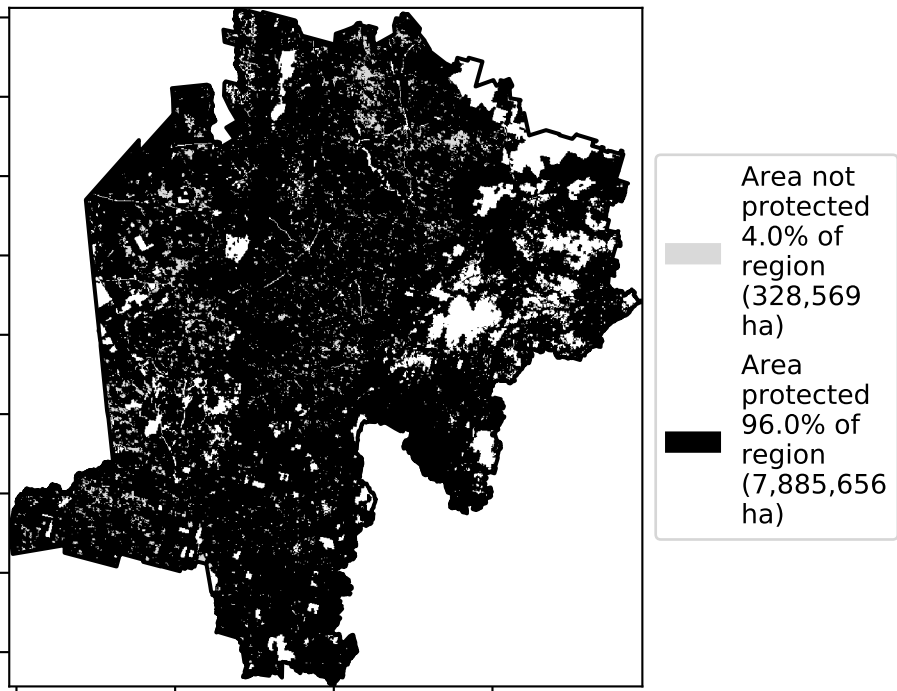 Area not
protected
4.0% of
region
(328,569
ha)
Area
protected
96.0% of
region
(7,885,656
ha)